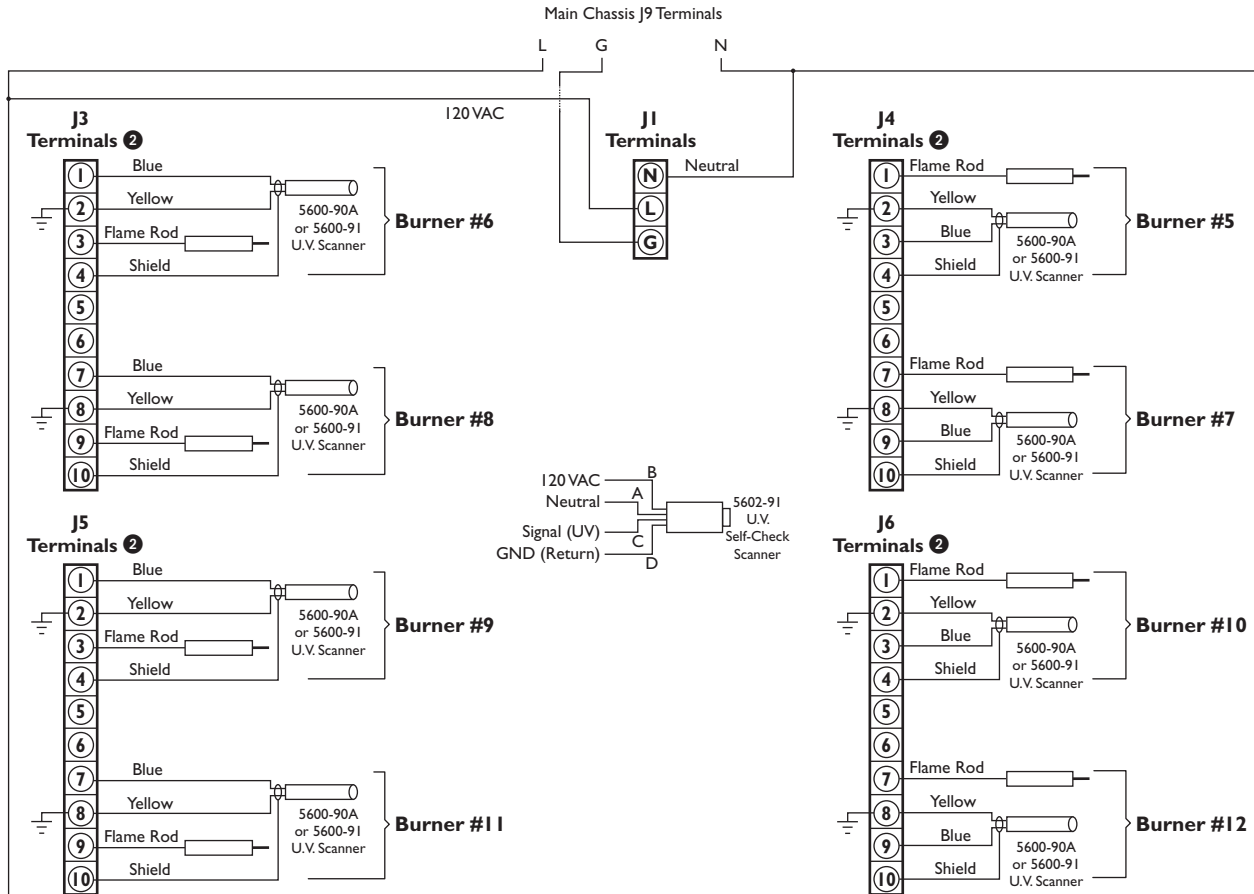 Main Chassis J9 Terminals
L G N
120 VAC
J3
Terminals 2
1 Blue
2 Yellow
3 Flame Rod
4 Shield
5
6
7 Blue
8 Yellow
9 Flame Rod
10 Shield
5600-90A
or 5600-91
U.V. Scanner
Burner #6
5600-90A
or 5600-91
U.V. Scanner
Burner #8
J1
Terminals
N Neutral
L
G
J4
Terminals 2
1 Flame Rod
2 Yellow
3 Blue
4 Shield
5
6
7 Flame Rod
8 Yellow
9 Blue
10 Shield
5600-90A
or 5600-91
U.V. Scanner
Burner #5
5600-90A
or 5600-91
U.V. Scanner
Burner #7
120 VAC B
Neutral A
Signal (UV) C
GND (Return) D
5602-91
U.V.
Self-Check
Scanner
J5
Terminals 2
1 Blue
2 Yellow
3 Flame Rod
4 Shield
5
6
7 Blue
8 Yellow
9 Flame Rod
10 Shield
5600-90A
or 5600-91
U.V. Scanner
Burner #9
5600-90A
or 5600-91
U.V. Scanner
Burner #11
J6
Terminals 2
1 Flame Rod
2 Yellow
3 Blue
4 Shield
5
6
7 Flame Rod
8 Yellow
9 Blue
10 Shield
5600-90A
or 5600-91
U.V. Scanner
Burner #10
5600-90A
or 5600-91
U.V. Scanner
Burner #12